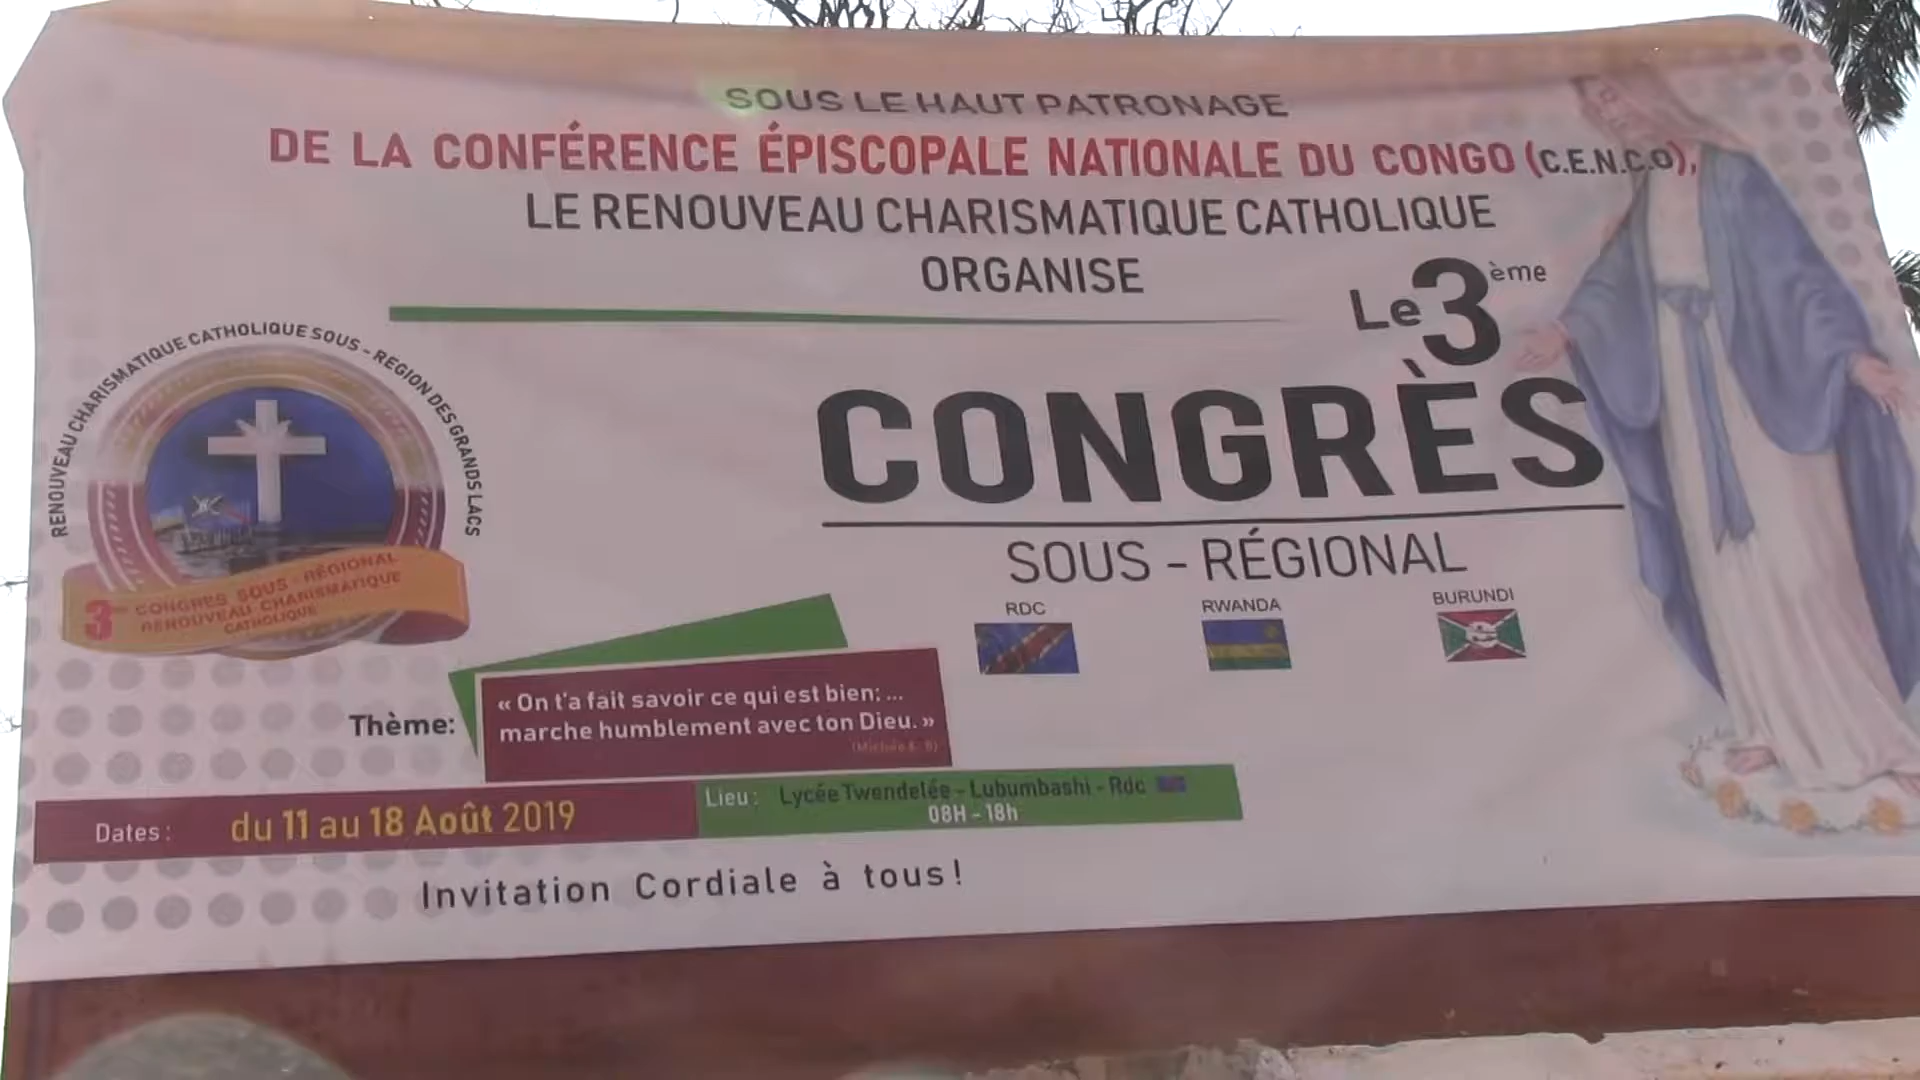 SOUS LE HAUT PATRONAGE
DE LA CONFÉRENCE ÉPISCOPALE NATIONALE DU CONGO (C.E.N.C.O),
LE RENOUVEAU CHARISMATIQUE CATHOLIQUE
ORGANISE
Le 3ème
CONGRÈS
SOUS - RÉGIONAL
RDC RWANDA BURUNDI
RENOUVEAU CHARISMATIQUE CATHOLIQUE SOUS - REGION DES GRANDS LACS
3 CONGRES SOUS - RÉGIONAL
RENOUVEAU CHARISMATIQUE
CATHOLIQUE
Thème:
« On t'a fait savoir ce qui est bien; ...
marche humblement avec ton Dieu. »
Dates : du 11 au 18 Août 2019
Lieu : Lycée Twendelée - Lubumbashi - Rdc
08H - 18h
Invitation Cordiale à tous !